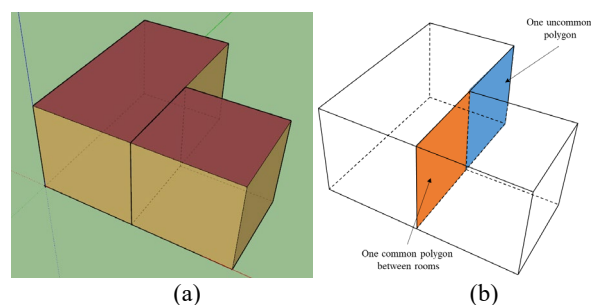 One uncommon
polygon
One common polygon
between rooms
(a)
(b)